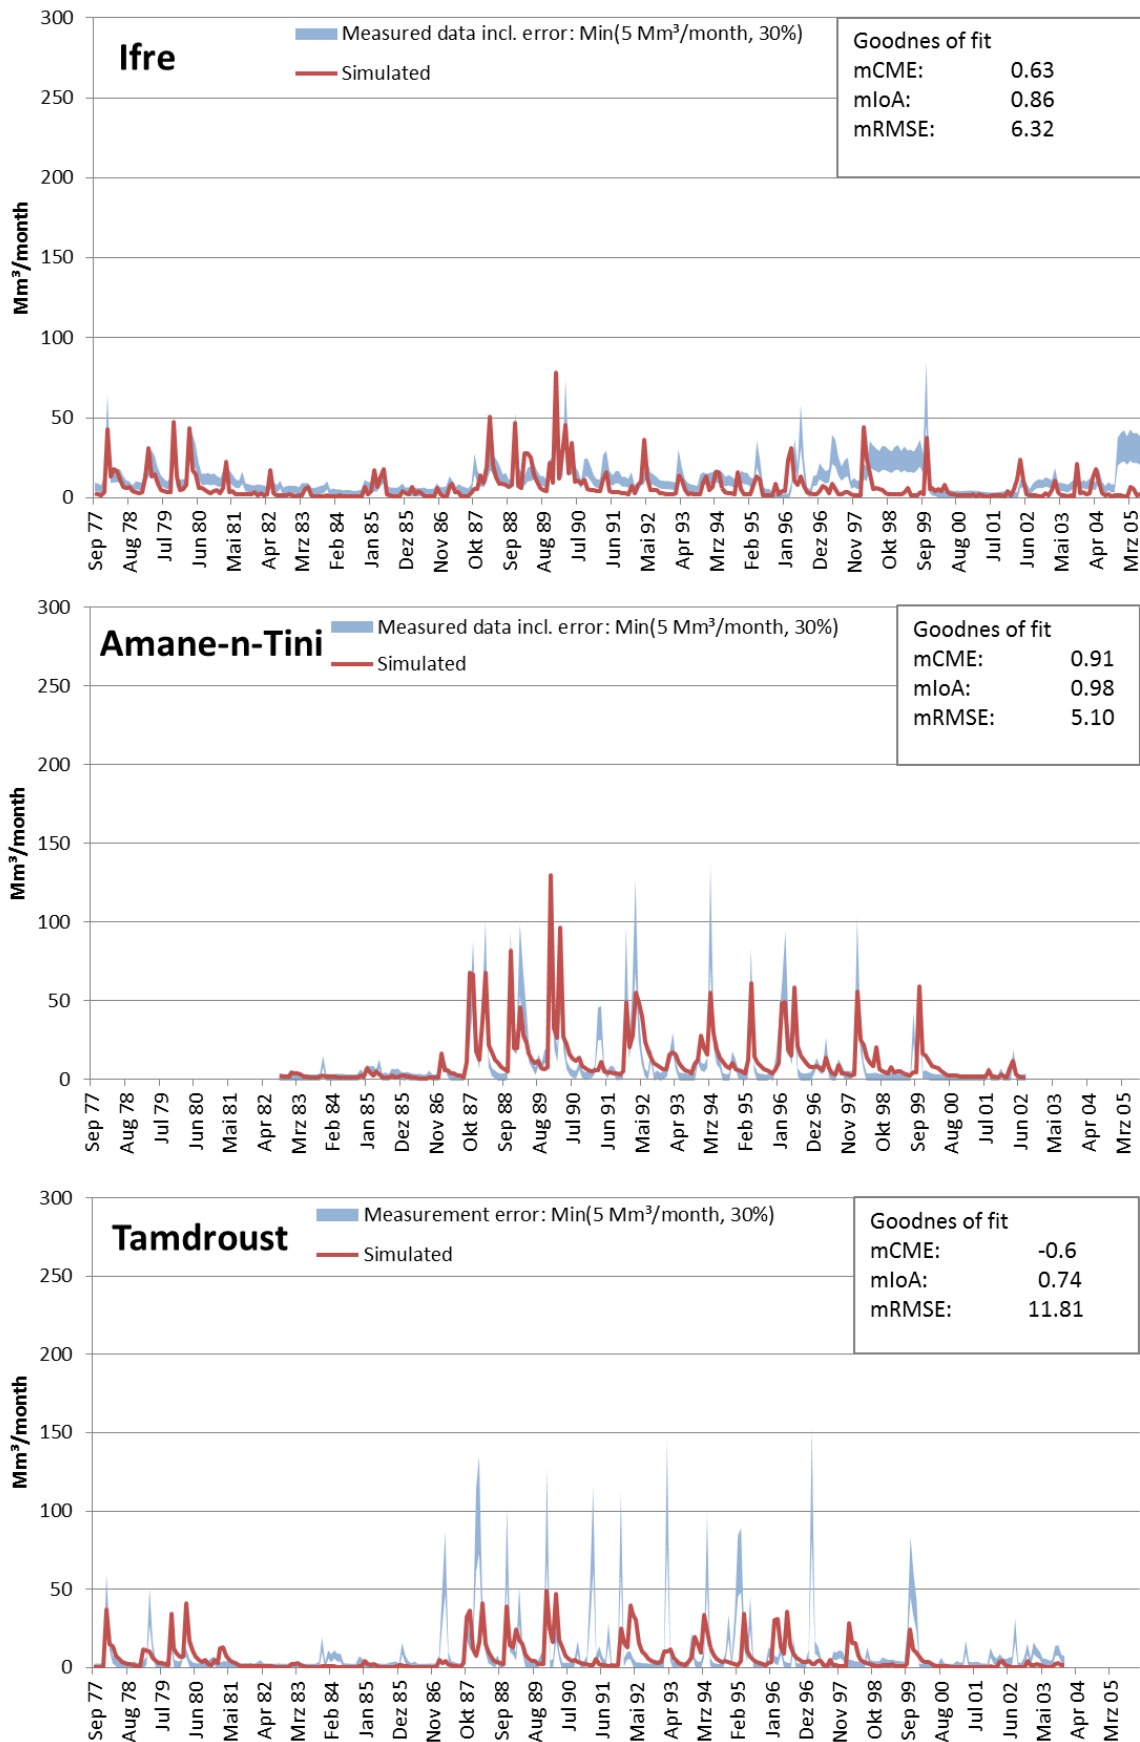 Ifre
Measured data incl. error: Min(5 Mm³/month, 30%)
Simulated
Goodnes of fit
mCME: 0.63
mIoA: 0.86
mRMSE: 6.32
Mm³/month
300
250
200
150
100
50
0
Sep 77
Aug 78
Jul 79
Jun 80
Mai 81
Apr 82
Mrz 83
Feb 84
Jan 85
Dez 85
Nov 86
Okt 87
Sep 88
Aug 89
Jul 90
Jun 91
Mai 92
Apr 93
Mrz 94
Feb 95
Jan 96
Dez 96
Nov 97
Okt 98
Sep 99
Aug 00
Jul 01
Jun 02
Mai 03
Apr 04
Mrz 05
Amane-n-Tini
Measured data incl. error: Min(5 Mm³/month, 30%)
Simulated
Goodnes of fit
mCME: 0.91
mIoA: 0.98
mRMSE: 5.10
Mm³/month
300
250
200
150
100
50
0
Sep 77
Aug 78
Jul 79
Jun 80
Mai 81
Apr 82
Mrz 83
Feb 84
Jan 85
Dez 85
Nov 86
Okt 87
Sep 88
Aug 89
Jul 90
Jun 91
Mai 92
Apr 93
Mrz 94
Feb 95
Jan 96
Dez 96
Nov 97
Okt 98
Sep 99
Aug 00
Jul 01
Jun 02
Mai 03
Apr 04
Mrz 05
Tamdroust
Measurement error: Min(5 Mm³/month, 30%)
Simulated
Goodnes of fit
mCME: -0.6
mIoA: 0.74
mRMSE: 11.81
Mm³/month
300
250
200
150
100
50
0
Sep 77
Aug 78
Jul 79
Jun 80
Mai 81
Apr 82
Mrz 83
Feb 84
Jan 85
Dez 85
Nov 86
Okt 87
Sep 88
Aug 89
Jul 90
Jun 91
Mai 92
Apr 93
Mrz 94
Feb 95
Jan 96
Dez 96
Nov 97
Okt 98
Sep 99
Aug 00
Jul 01
Jun 02
Mai 03
Apr 04
Mrz 05